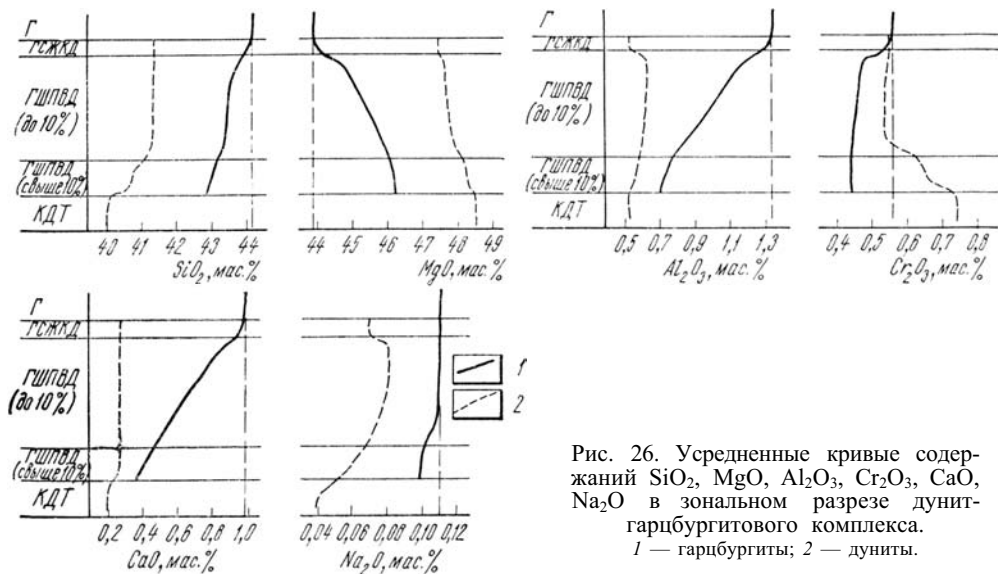 Г
ГСЖКД
ГШПВД
(до 10%)
ГШПВД
(свыше 10%)
КДТ
40 41 42 43 44
SiO₂, мас. %
44 45 46 47 48 49
MgO, мас. %
Г
ГСЖКД
ГШПВД
(до 10%)
ГШПВД
(свыше 10%)
КДТ
0,5 0,7 0,9 1,1 1,3
Al₂O₃, мас. %
0,4 0,5 0,6 0,7 0,8
Cr₂O₃, мас. %
Г
ГСЖКД
ГШПВД
(до 10%)
ГШПВД
(свыше 10%)
КДТ
0,2 0,4 0,6 0,8 1,0
CaO, мас. %
0,04 0,06 0,08 0,10 0,12
Na₂O, мас. %
1
2
Рис. 26. Усредненные кривые содер-
жаний SiO₂, MgO, Al₂O₃, Cr₂O₃, CaO,
Na₂O в зональном разрезе дунит-
гарцбургитового комплекса.
1 — гарцбургиты; 2 — дуниты.